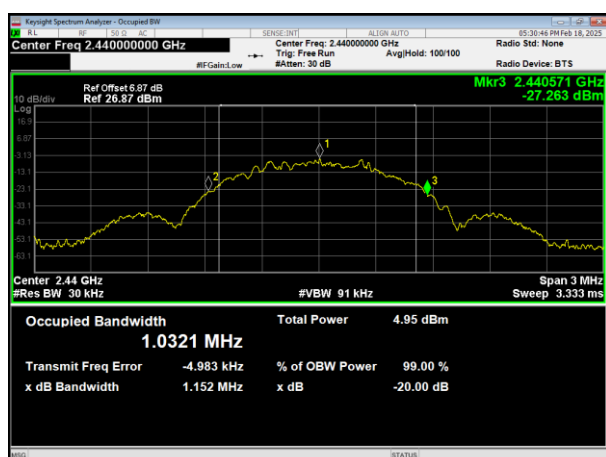 Keysight Spectrum Analyzer - Occupied BW
RL RF 50 Ω AC SENSE:INT ALIGN AUTO 05:30:46 PM Feb 18, 2025
Center Freq 2.440000000 GHz Center Freq: 2.440000000 GHz Radio Std: None
Trig: Free Run Avg|Hold: 100/100
#IFGain:Low #Atten: 30 dB Radio Device: BTS
Mkr3 2.440571 GHz
-27.263 dBm
Ref Offset 6.87 dB
10 dB/div Ref 26.87 dBm
Log
16.9
6.87
-3.13
-13.1
-23.1
-33.1
-43.1
-53.1
-63.1
1
2
3
Center 2.44 GHz Span 3 MHz
#Res BW 30 kHz #VBW 91 kHz Sweep 3.333 ms
Occupied Bandwidth Total Power 4.95 dBm
1.0321 MHz
Transmit Freq Error -4.983 kHz % of OBW Power 99.00 %
x dB Bandwidth 1.152 MHz x dB -20.00 dB
MSG STATUS